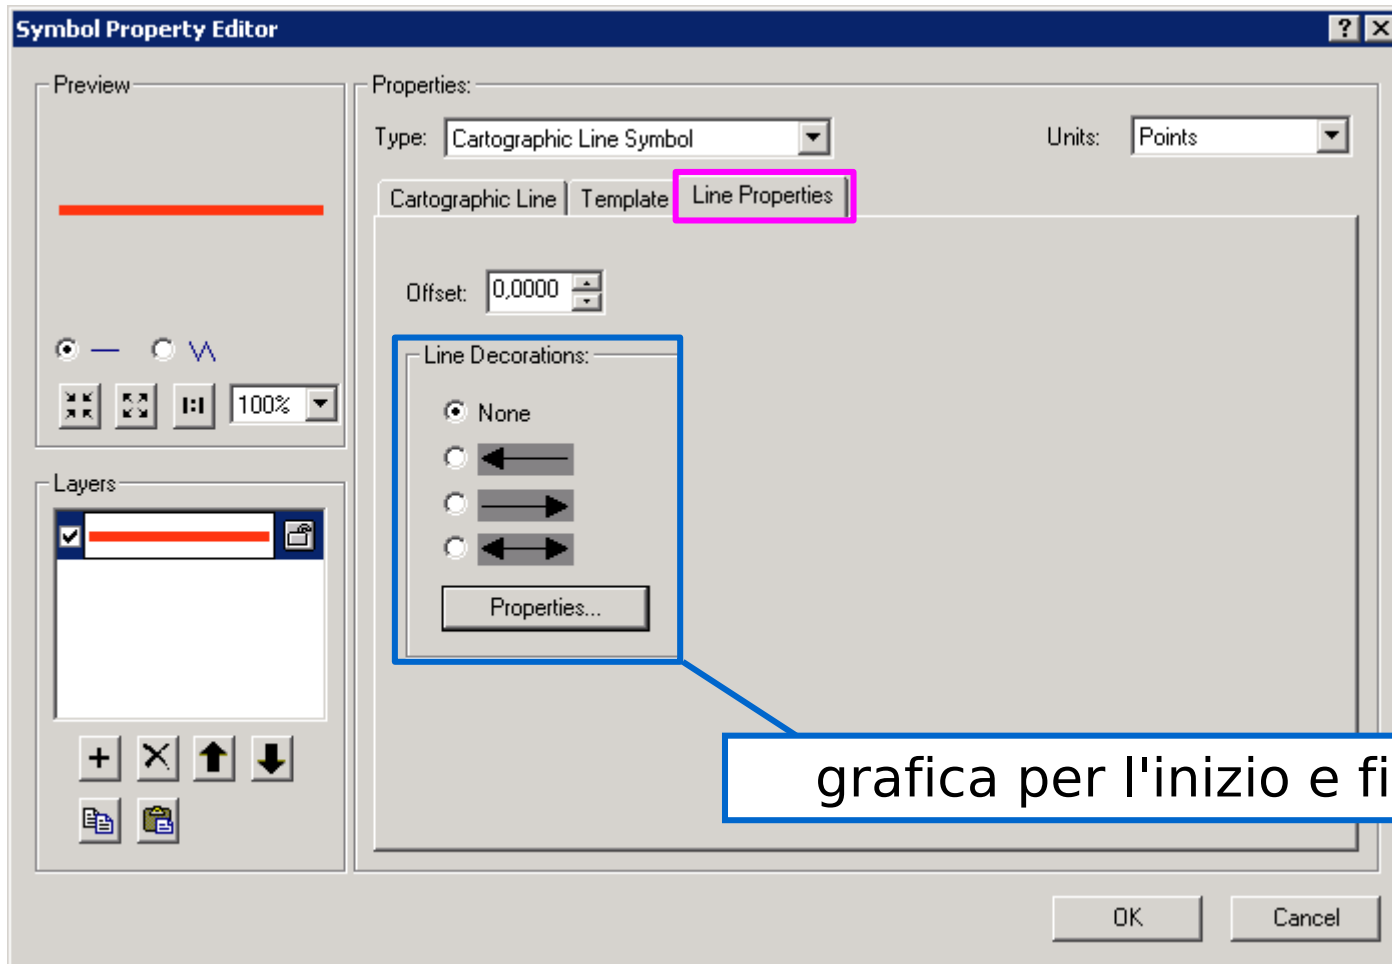 Symbol Property Editor
Preview
100%
Layers
Properties:
Type: Cartographic Line Symbol
Units: Points
Cartographic Line
Template
Line Properties
Offset: 0,0000
Line Decorations:
None
Properties...
grafica per l'inizio e fi
OK
Cancel